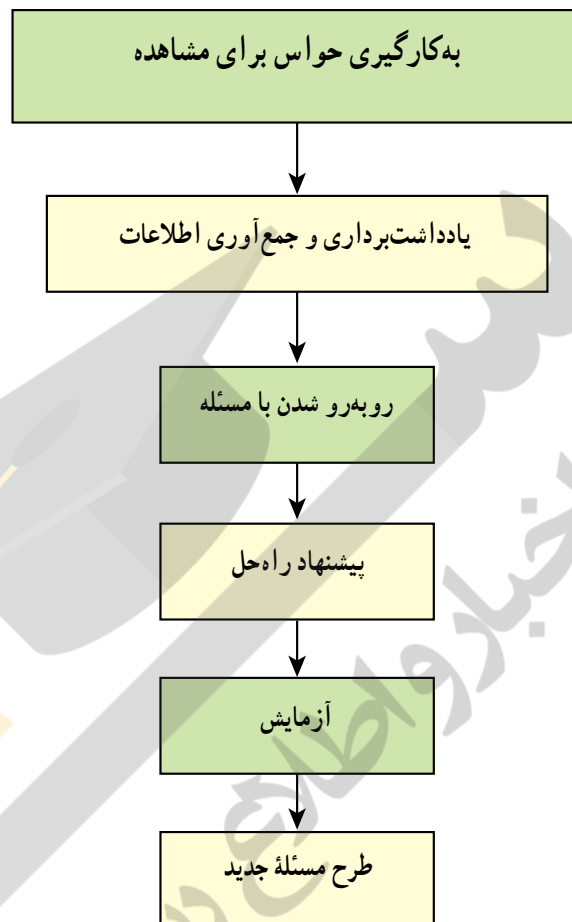 به‌کارگیری حواس برای مشاهده
یادداشت‌برداری و جمع‌آوری اطلاعات
روبه‌رو شدن با مسئله
پیشنهاد راه‌حل
آزمایش
طرح مسئلهٔ جدید